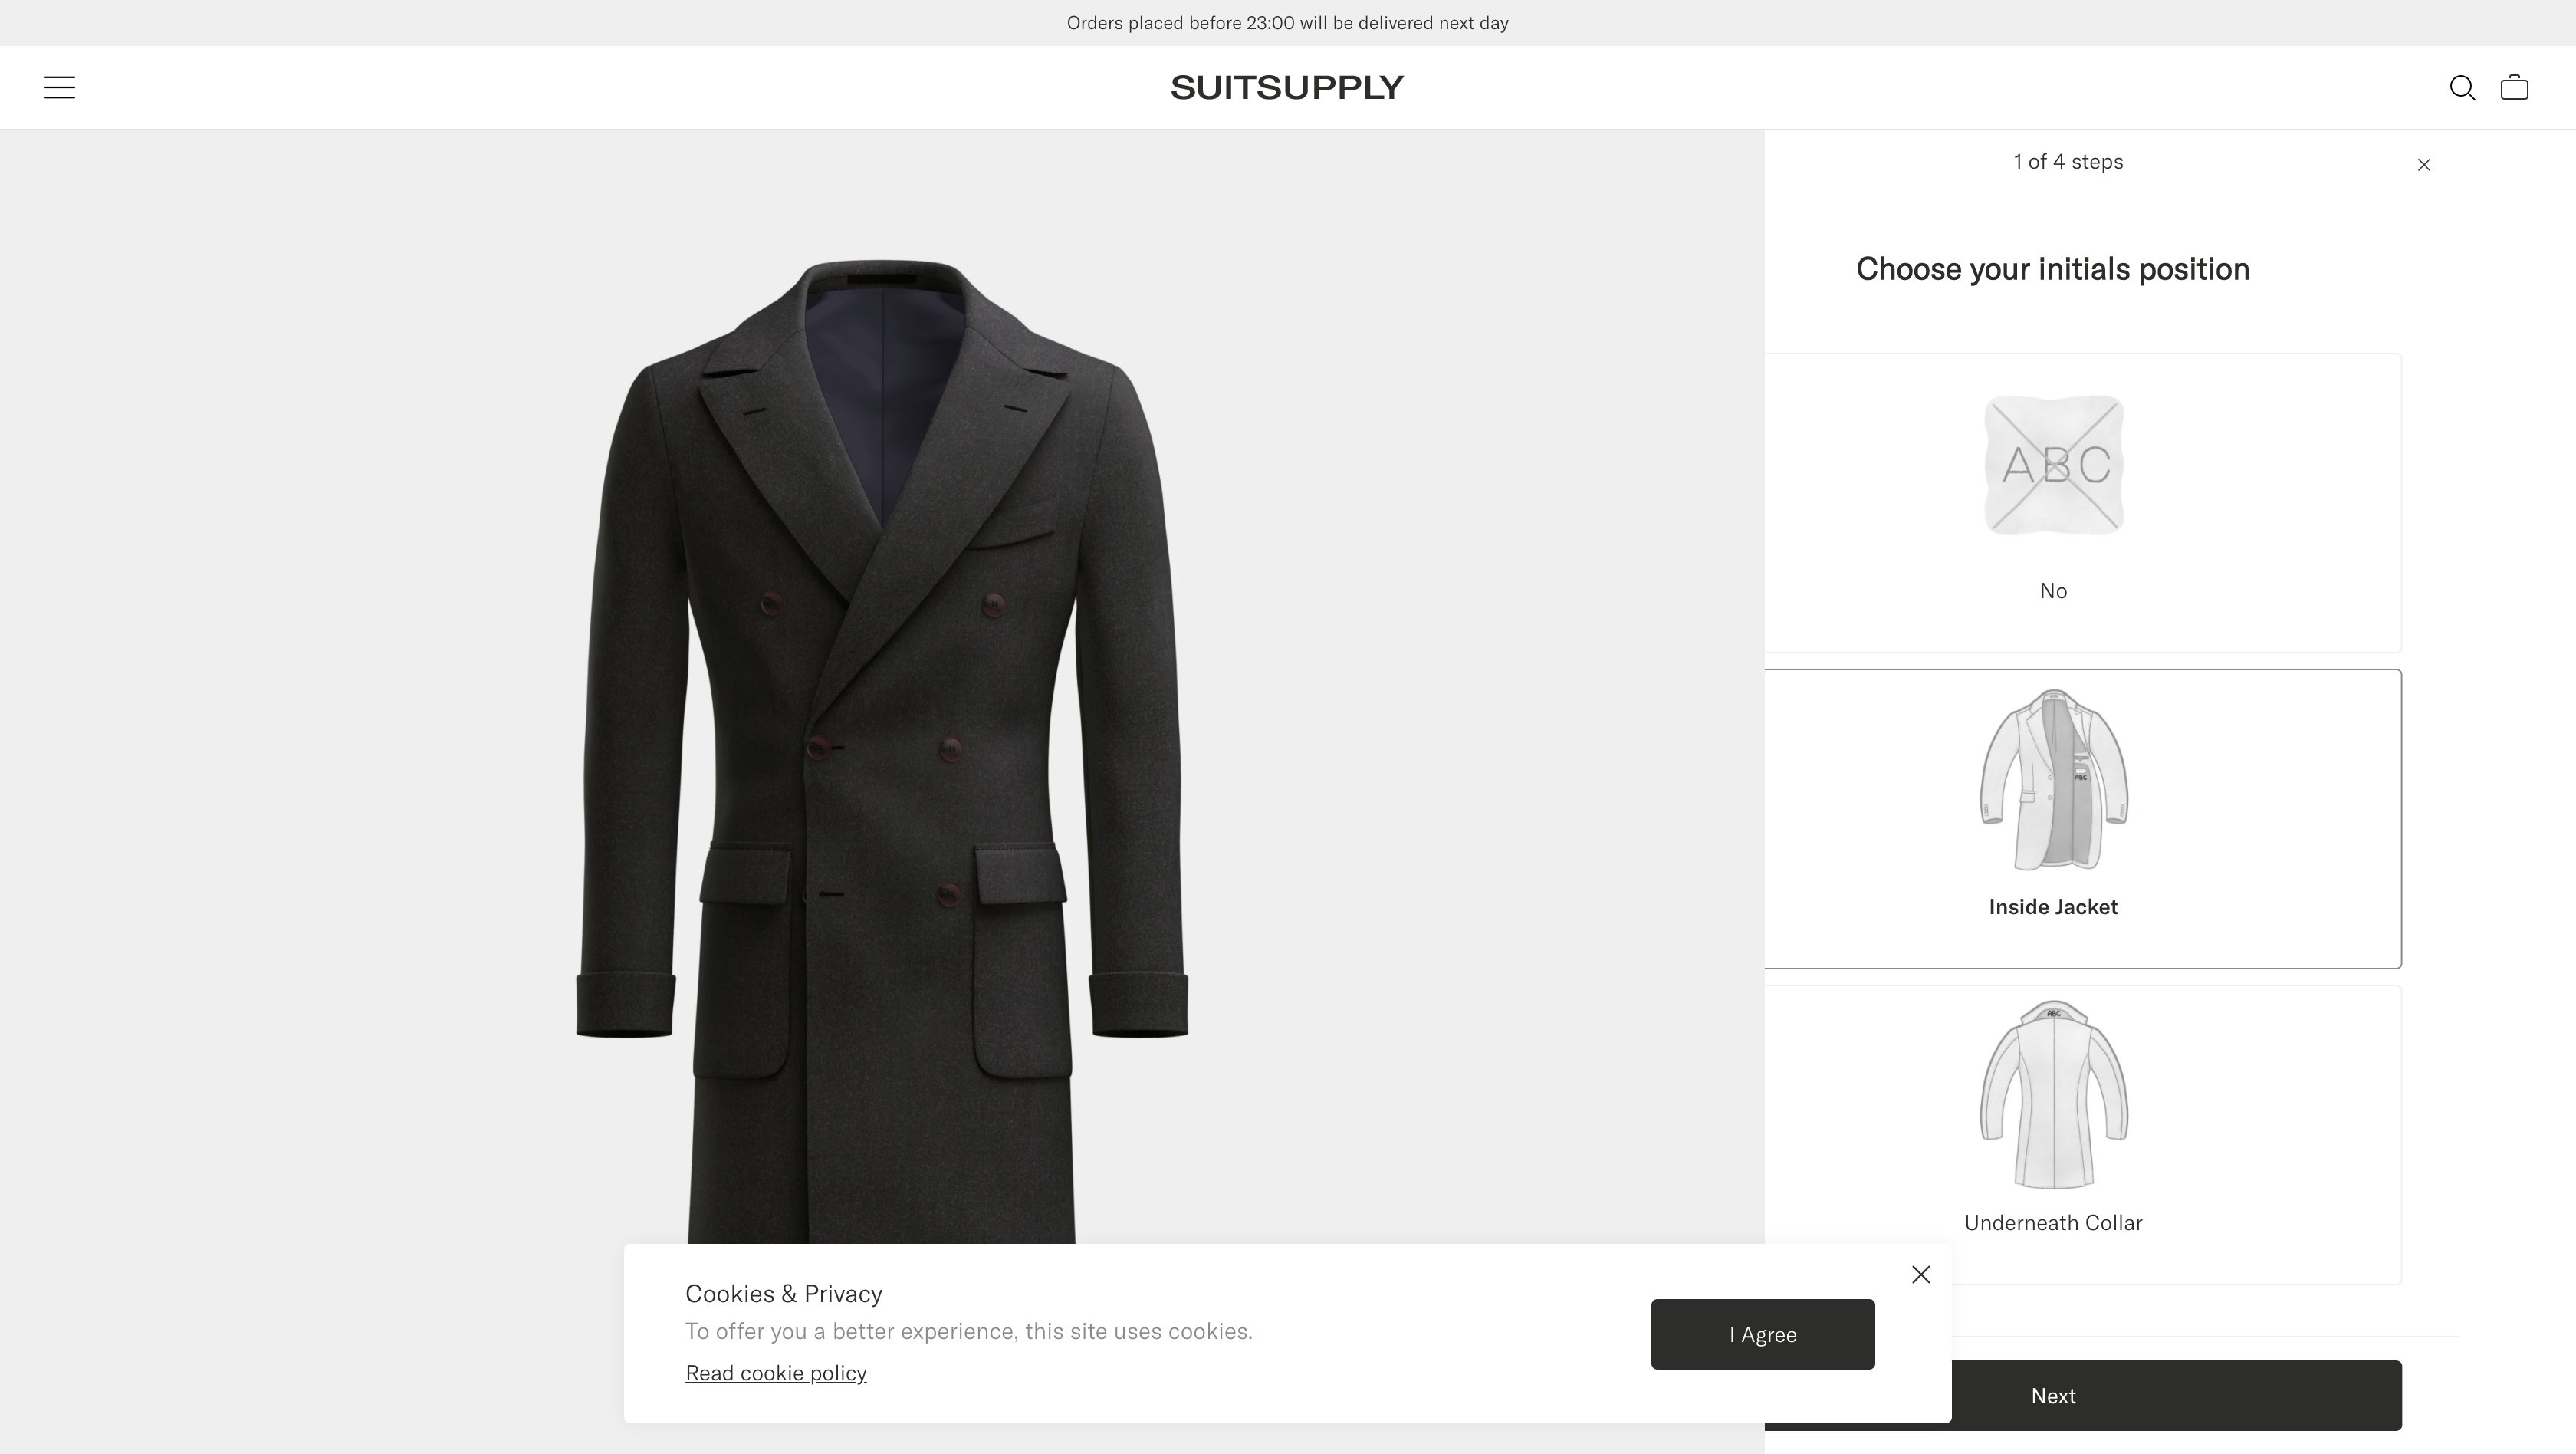 Orders placed before 23:00 will be delivered next day
SUITSUPPLY
1 of 4 steps
Choose your initials position
ABC
No
ABC
Inside Jacket
ABC
Underneath Collar
Cookies & Privacy
To offer you a better experience, this site uses cookies.
Read cookie policy
I Agree
Next